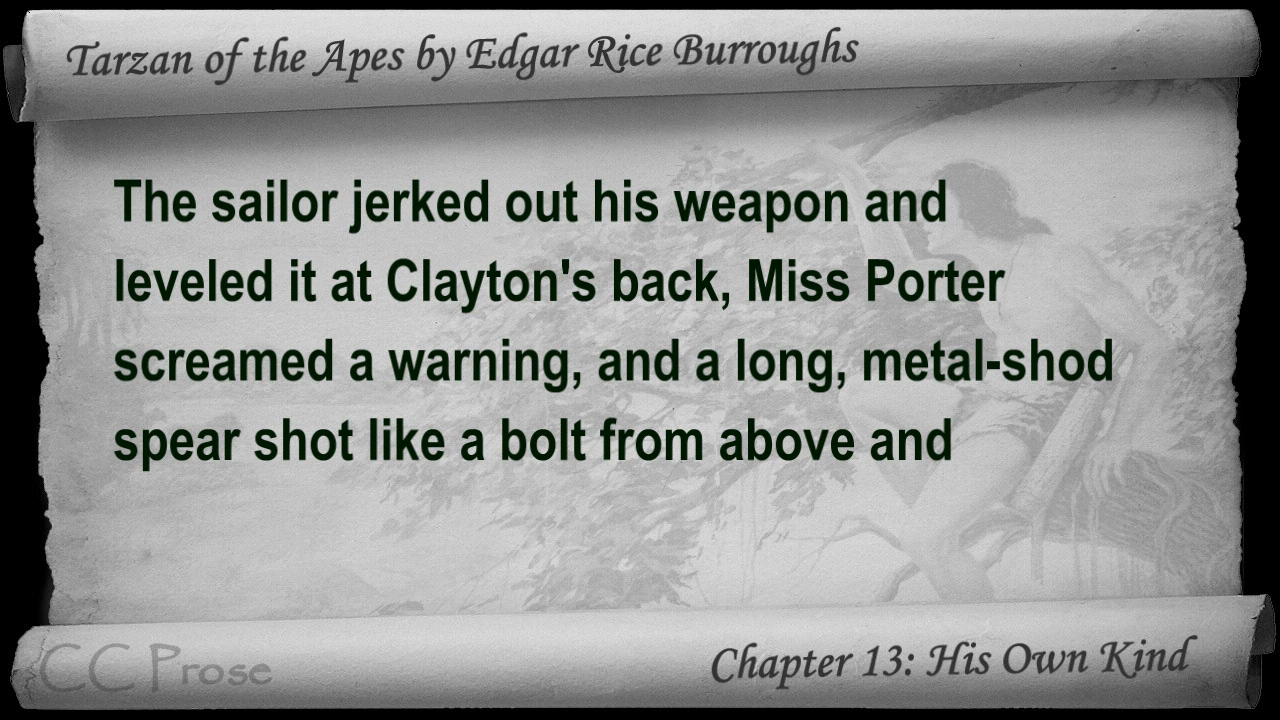 Tarzan of the Apes by Edgar Rice Burroughs
The sailor jerked out his weapon and
leveled it at Clayton's back, Miss Porter
screamed a warning, and a long, metal-shod
spear shot like a bolt from above and
CC Prose
Chapter 13: His Own Kind